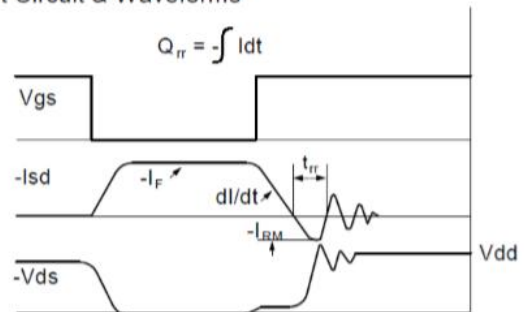 t Circuit & Waveforms
Qrr = -∫ Idt
Vgs
-Isd
-IF
trr
dI/dt
-IRM
Vdd
-Vds